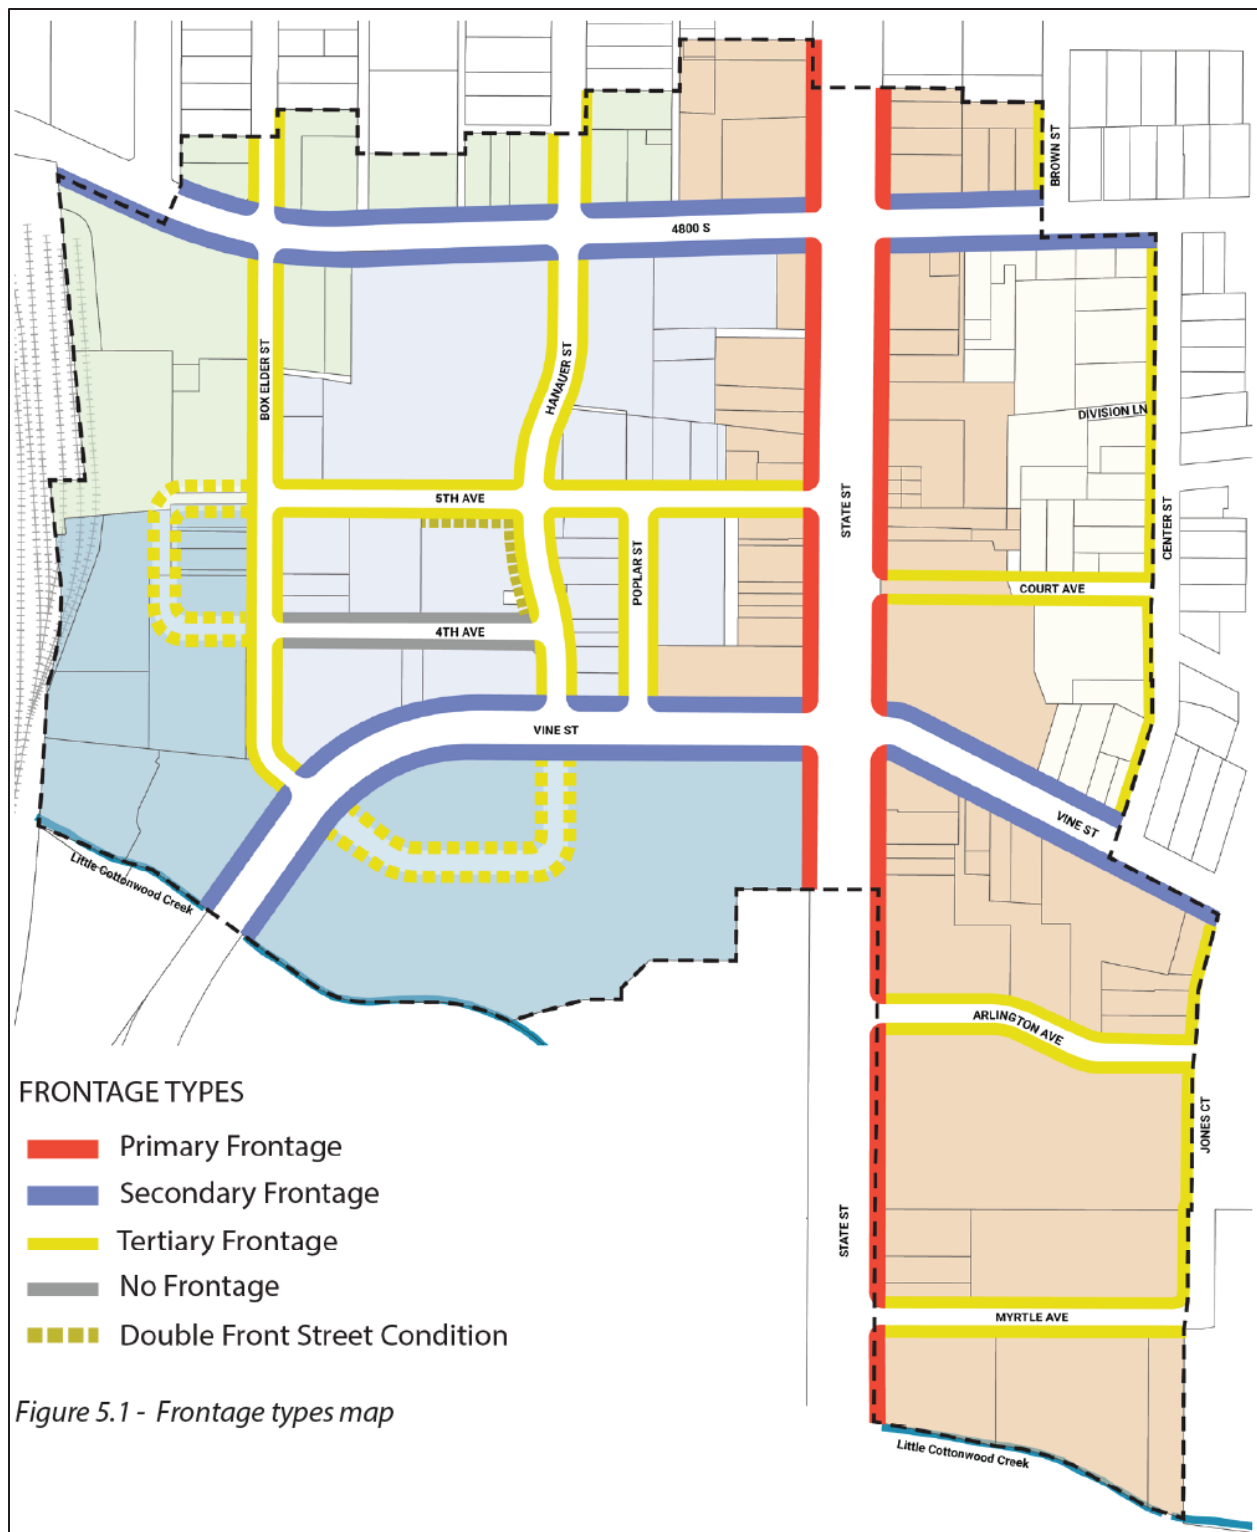 BROWN ST
4800 S
BOX ELDER ST
HANAUER ST
DIVISION LN
STATE ST
CENTER ST
5TH AVE
POPLAR ST
COURT AVE
4TH AVE
VINE ST
VINE ST
Little Cottonwood Creek
ARLINGTON AVE
JONES CT
STATE ST
MYRTLE AVE
Little Cottonwood Creek
FRONTAGE TYPES
Primary Frontage
Secondary Frontage
Tertiary Frontage
No Frontage
Double Front Street Condition
Figure 5.1 - Frontage types map